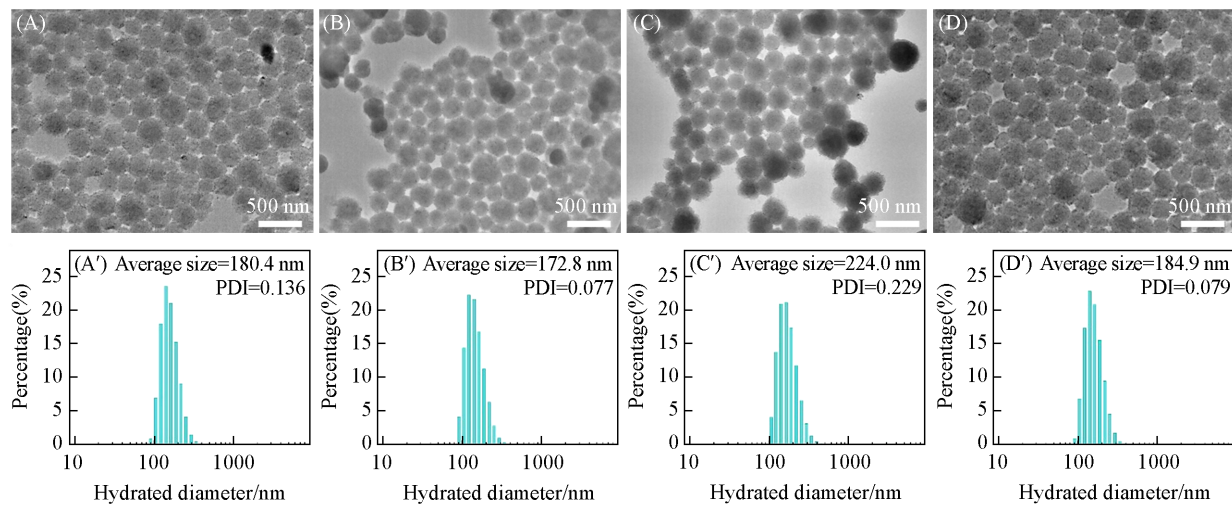 (A)
500 nm
(B)
500 nm
(C)
500 nm
(D)
500 nm
(A′) Average size=180.4 nm
PDI=0.136
Percentage(%)
25
20
15
10
5
0
10 100 1000
Hydrated diameter/nm
(B′) Average size=172.8 nm
PDI=0.077
Percentage(%)
25
20
15
10
5
0
10 100 1000
Hydrated diameter/nm
(C′) Average size=224.0 nm
PDI=0.229
Percentage(%)
25
20
15
10
5
0
10 100 1000
Hydrated diameter/nm
(D′) Average size=184.9 nm
PDI=0.079
Percentage(%)
25
20
15
10
5
0
10 100 1000
Hydrated diameter/nm